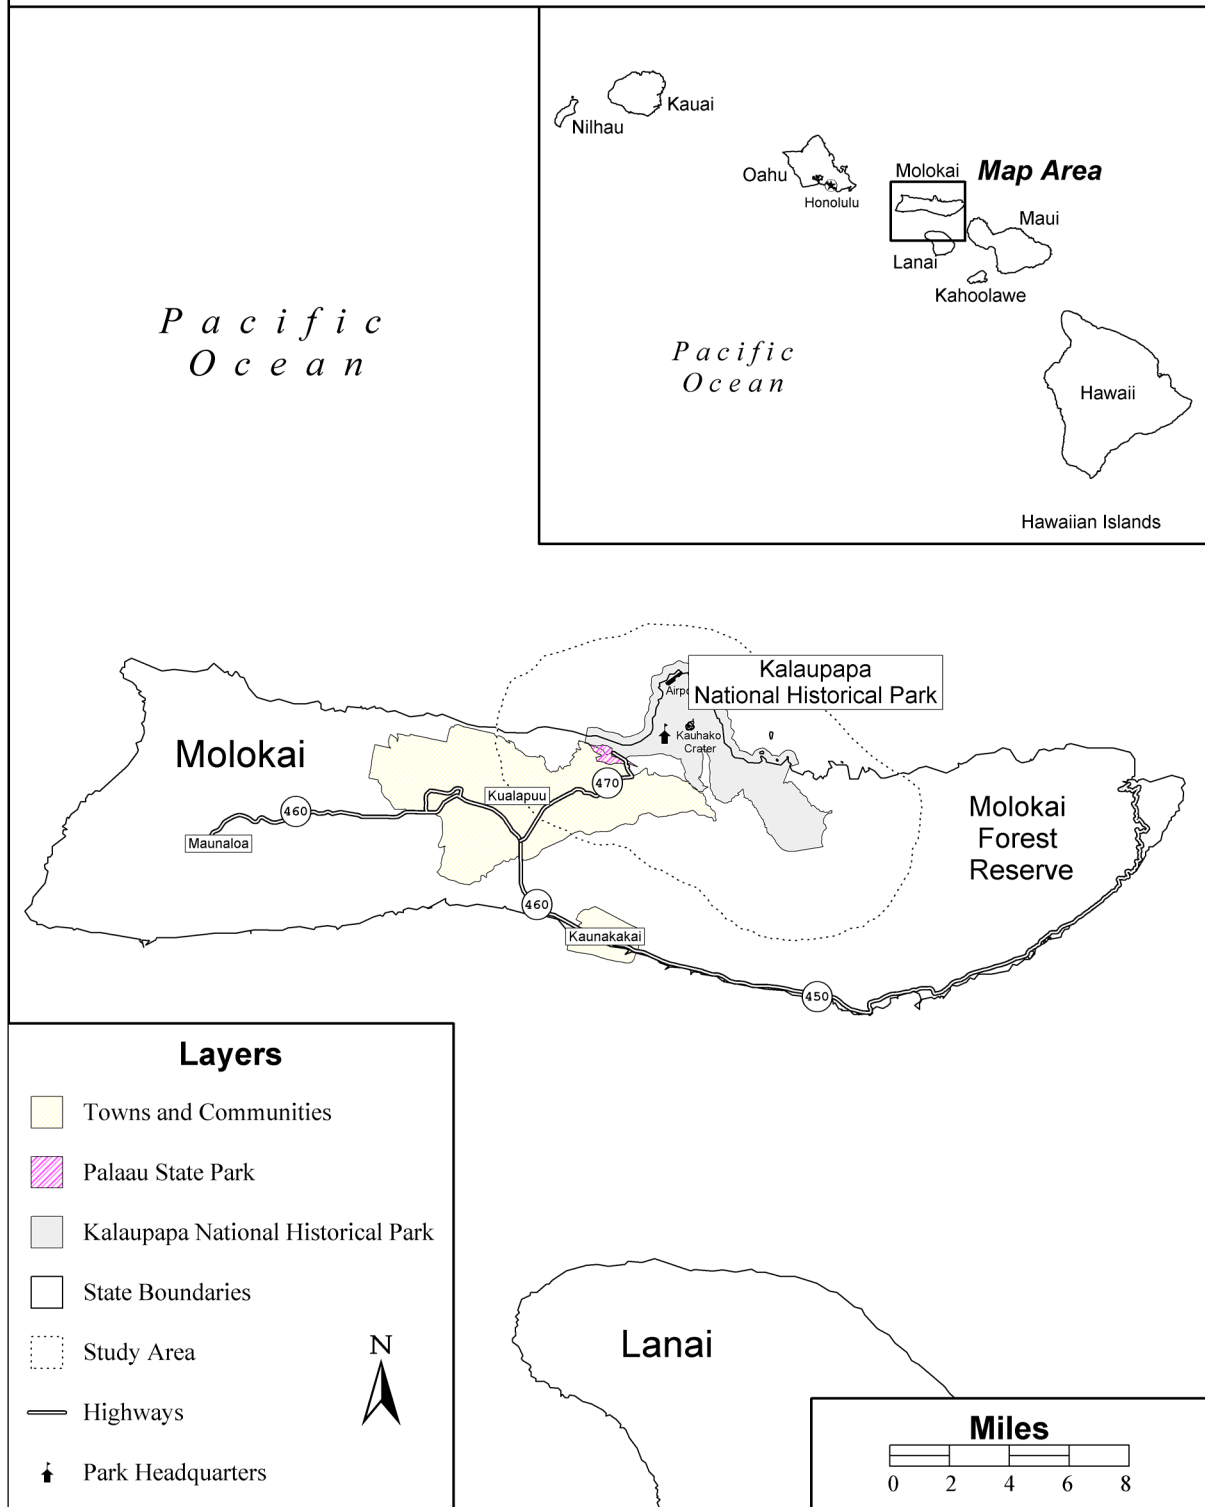 Kauai
Nilhau
Oahu
Honolulu
Molokai
Map Area
Maui
Lanai
Kahoolawe
Pacific
Ocean
Hawaii
Hawaiian Islands
Pacific
Ocean
Kalaupapa
National Historical Park
Kauhako
Crater
Molokai
460
Maunaloa
Kualapuu
470
460
Kaunakakai
450
Molokai
Forest
Reserve
Layers
Towns and Communities
Palaau State Park
Kalaupapa National Historical Park
State Boundaries
Study Area
Highways
Park Headquarters
N
Lanai
Miles
0 2 4 6 8